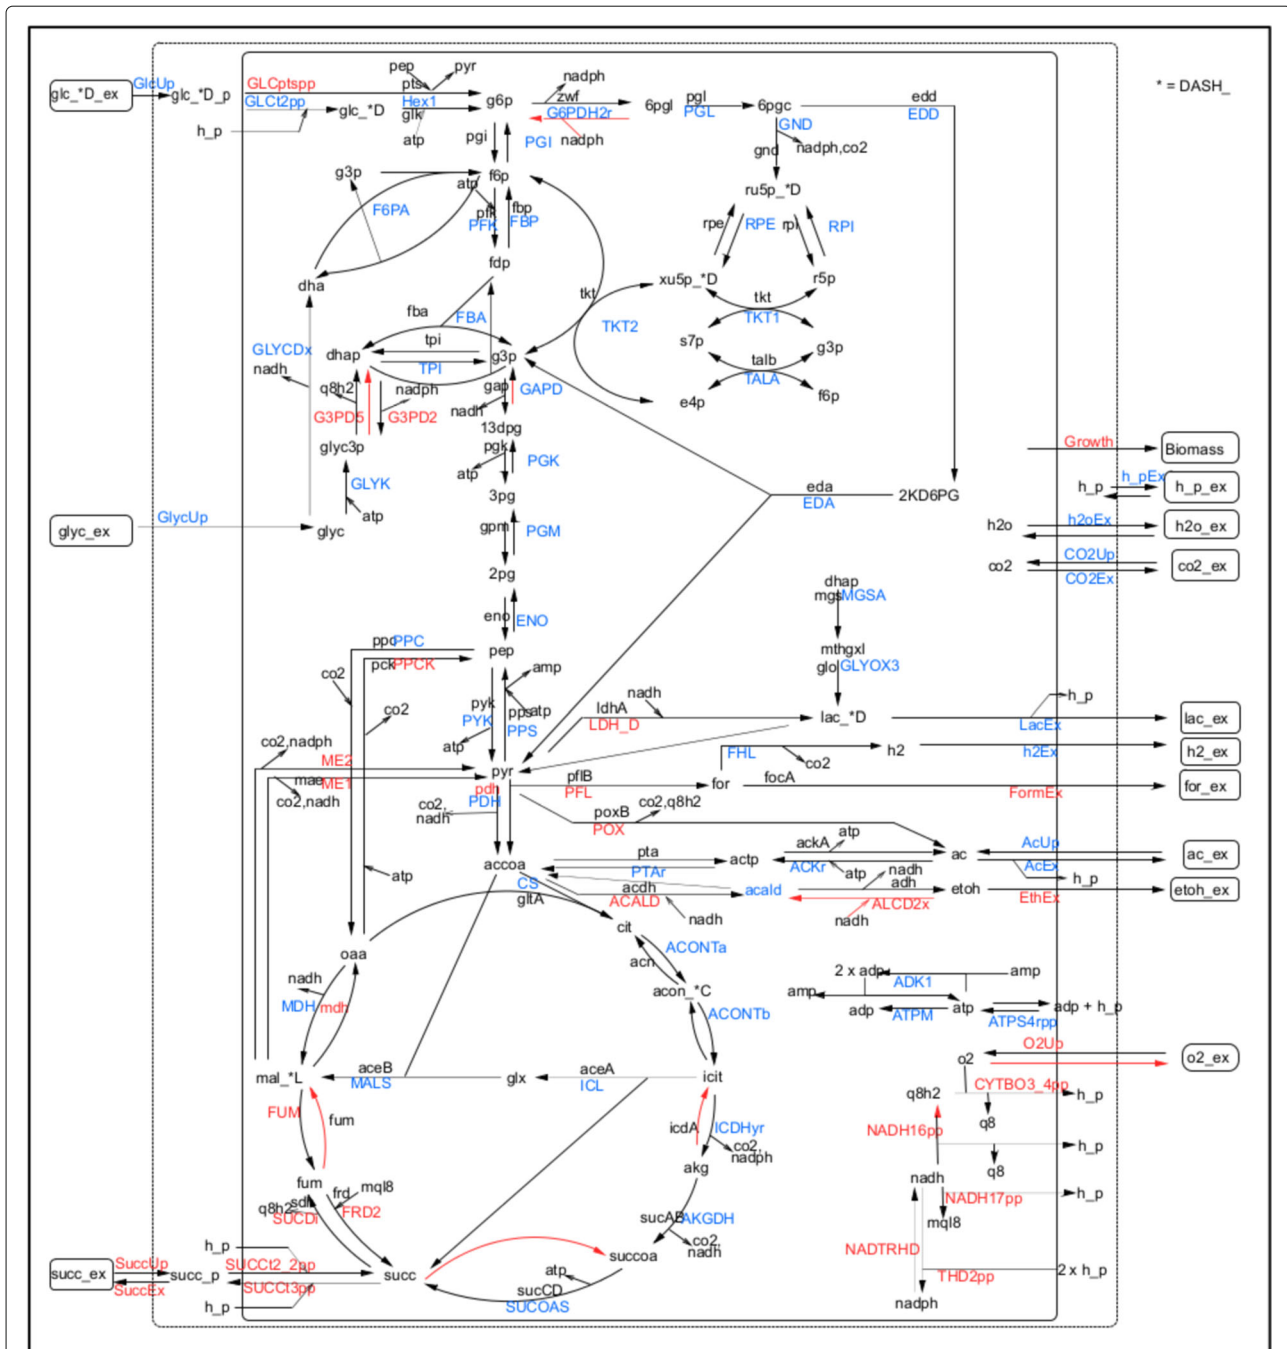 * = DASH_
glc_*D_ex
GlcUp
glc_*D_p
GLCptspp
GLCt2pp
h_p
glc_*D
pep
pyr
pts
Hex1
glk
atp
g6p
nadph
zwf
G6PDH2r
nadph
6pgl
pgl
PGL
6pgc
edd
EDD
GND
gnd
nadph,co2
pgi
PGI
g3p
F6PA
atp
f6p
pfk
PFK
fbp
FBP
ru5p_*D
rpe
RPE
rpi
RPI
fdp
dha
xu5p_*D
r5p
tkt
TKT2
tkt
TKT1
fba
FBA
tpi
TPI
GLYCDx
nadh
dhap
g3p
s7p
g3p
talb
TALA
e4p
f6p
q8h2
G3PD5
nadph
G3PD2
gap
GAPD
nadh
13dpg
glyc3p
pgk
PGK
atp
Growth
Biomass
GLYK
atp
3pg
eda
EDA
2KD6PG
h_p
h_pEx
h_p_ex
glyc_ex
GlycUp
glyc
gpm
PGM
h2o
h2oEx
h2o_ex
2pg
co2
CO2Up
CO2Ex
co2_ex
dhap
mgs
MGSA
eno
ENO
ppc
PPC
pck
PPCK
pep
mthgxl
glo
GLYOX3
co2
amp
co2
pyk
PYK
pps
PPS
atp
atp
nadh
ldhA
LDH_D
lac_*D
h_p
LacEx
lac_ex
co2,nadph
ME2
mae
ME1
co2,nadh
pyr
FHL
co2
h2
h2Ex
h2_ex
pdh
PDH
pflB
PFL
for
focA
FormEx
for_ex
co2,
nadh
poxB
POX
co2,q8h2
accoa
pta
PTAr
actp
ackA
ACKr
atp
atp
ac
AcUp
AcEx
ac_ex
h_p
atp
CS
gltA
acdh
ACALD
nadh
acald
nadh
adh
ALCD2x
nadh
etoh
EthEx
etoh_ex
cit
oaa
acn
ACONTa
acon_*C
ACONTb
nadh
MDH
mdh
2 x adp
amp
ADK1
amp
adp
ATPM
atp
ATPS4rpp
adp + h_p
mal_*L
aceB
MALS
glx
aceA
ICL
icit
o2
O2Up
o2_ex
q8h2
CYTBO3_4pp
h_p
q8
FUM
fum
icdA
ICDHyr
co2,
nadph
NADH16pp
h_p
q8
akg
nadh
NADH17pp
h_p
mql8
fum
sdh
q8h2
SUCDi
frd
FRD2
mql8
sucAB
AKGDH
co2,
nadh
NADTRHD
THD2pp
2 x h_p
nadph
h_p
succ_ex
SuccUp
SuccEx
succ_p
SUCCt2_2pp
SUCCt3pp
h_p
succ
succoa
atp
sucCD
SUCOAS